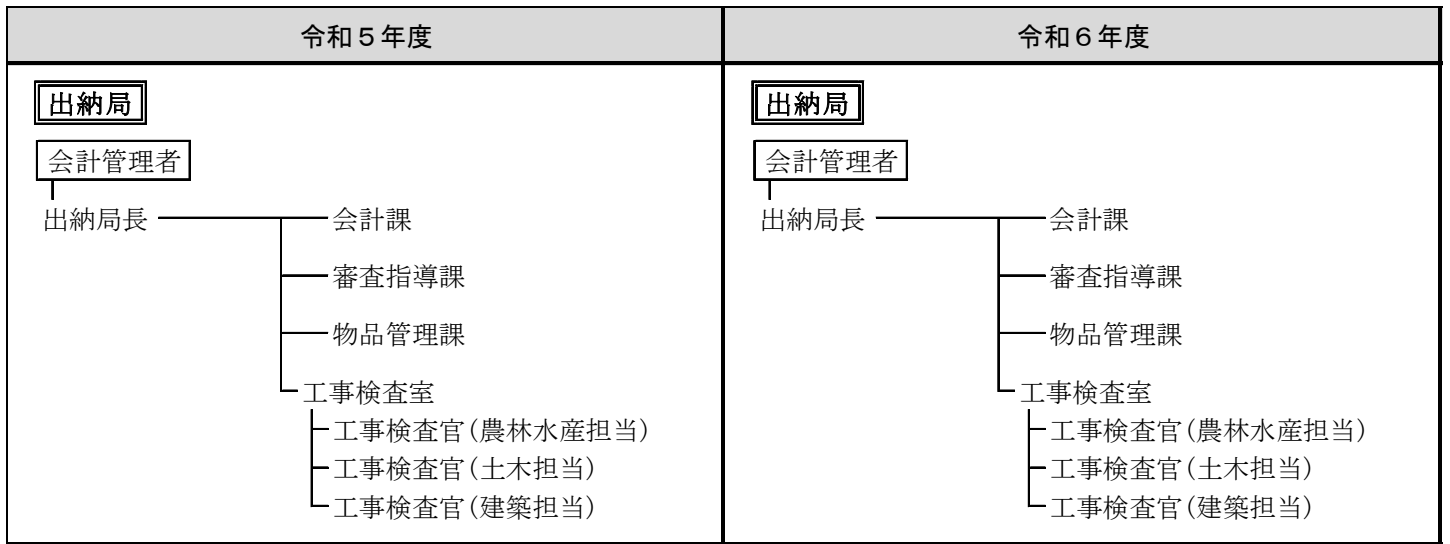 令和５年度
出納局
会計管理者
出納局長
会計課
審査指導課
物品管理課
工事検査室
工事検査官（農林水産担当）
工事検査官（土木担当）
工事検査官（建築担当）
令和６年度
出納局
会計管理者
出納局長
会計課
審査指導課
物品管理課
工事検査室
工事検査官（農林水産担当）
工事検査官（土木担当）
工事検査官（建築担当）